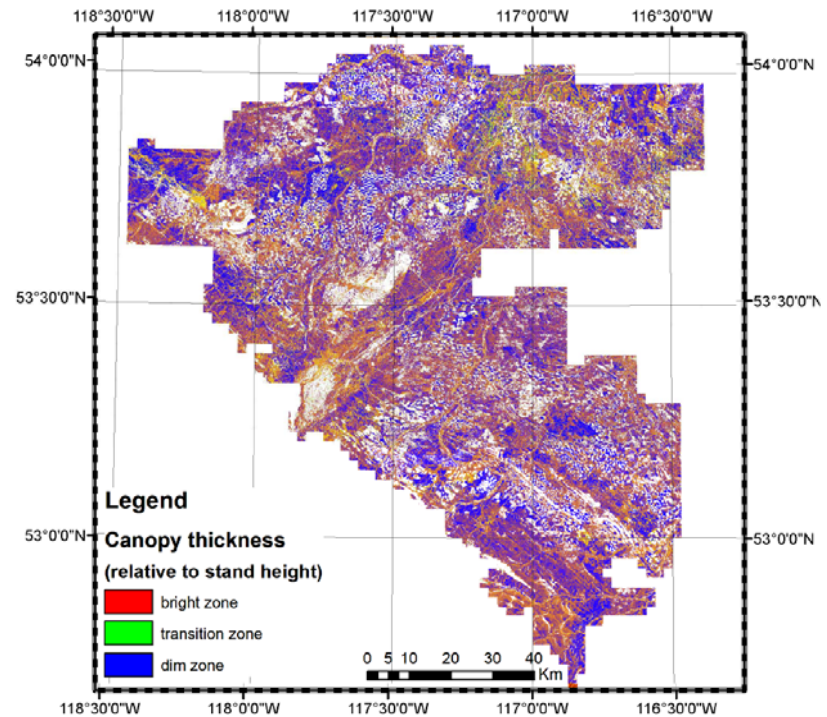 118°30'0"W 118°0'0"W 117°30'0"W 117°0'0"W 116°30'0"W
54°0'0"N 54°0'0"N
53°30'0"N 53°30'0"N
53°0'0"N 53°0'0"N
Legend
Canopy thickness
(relative to stand height)
bright zone
transition zone
dim zone
0 5 10 20 30 40
Km
118°30'0"W 118°0'0"W 117°30'0"W 117°0'0"W 116°30'0"W